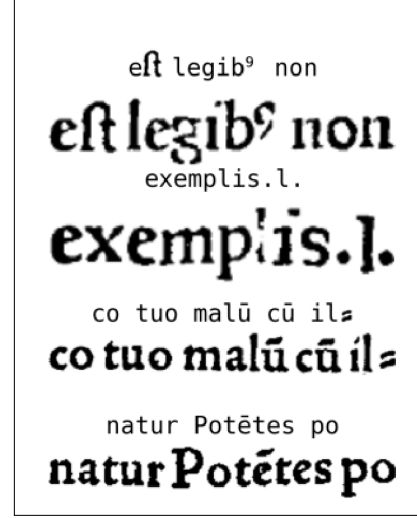 eſt legib⁹ non
eſt legib⁹ non
exemplis.l.
exemplis.l.
co tuo malū cū il⸗
co tuo malū cū il⸗
natur Potētes po
natur Potētes po